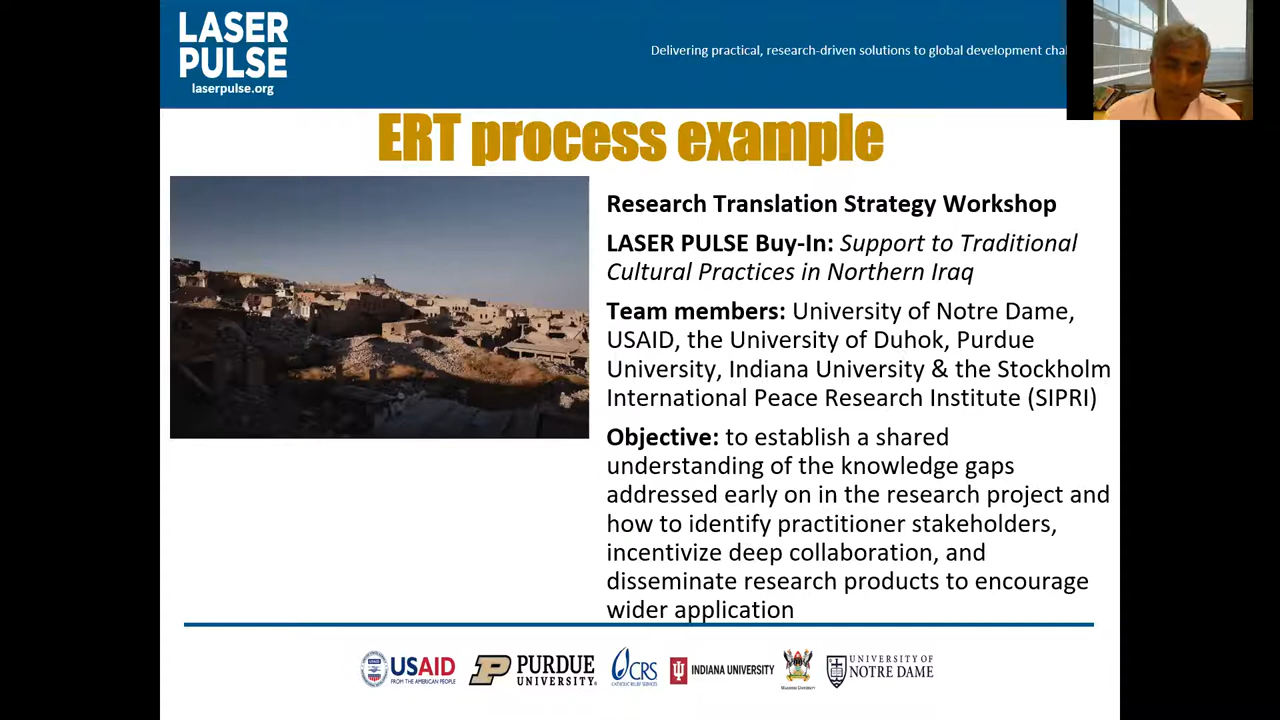 LASER
PULSE
laserpulse.org
Delivering practical, research-driven solutions to global development
ERT process example
Research Translation Strategy Workshop
LASER PULSE Buy-In: Support to Traditional
Cultural Practices in Northern Iraq
Team members: University of Notre Dame,
USAID, the University of Duhok, Purdue
University, Indiana University & the Stockholm
International Peace Research Institute (SIPRI)
Objective: to establish a shared
understanding of the knowledge gaps
addressed early on in the research project and
how to identify practitioner stakeholders,
incentivize deep collaboration, and
disseminate research products to encourage
wider application
USAID
FROM THE AMERICAN PEOPLE
PURDUE
UNIVERSITY
CRS
CATHOLIC RELIEF SERVICES
INDIANA UNIVERSITY
MAKERERE UNIVERSITY
UNIVERSITY OF
NOTRE DAME